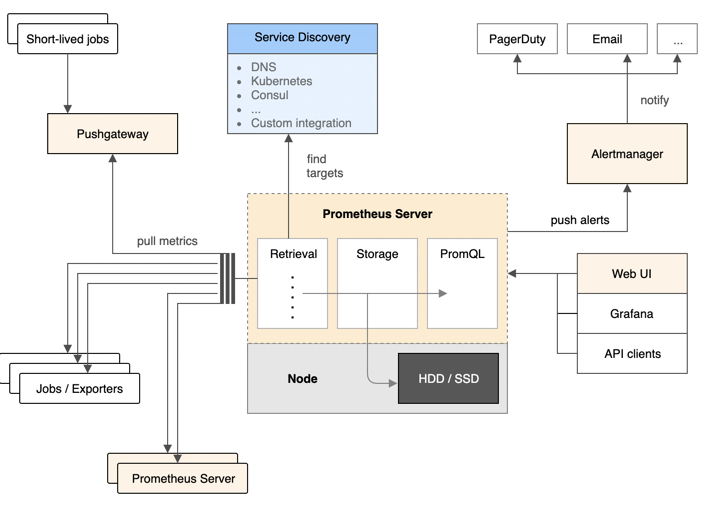 Short-lived jobs
Pushgateway
Service Discovery
• DNS
• Kubernetes
• Consul
• ...
• Custom integration
find
targets
PagerDuty
Email
...
notify
Alertmanager
push alerts
pull metrics
Prometheus Server
Retrieval
Storage
PromQL
Node
HDD / SSD
Web UI
Grafana
API clients
Jobs / Exporters
Prometheus Server